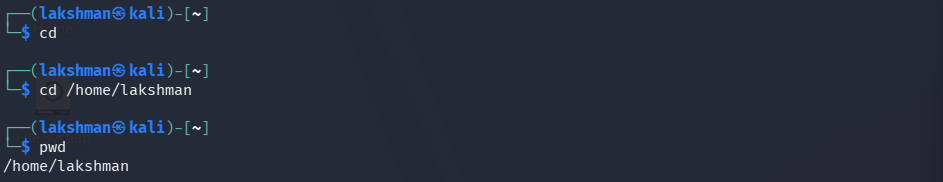 ┌──(lakshman㉿kali)-[~]
└─$ cd
┌──(lakshman㉿kali)-[~]
└─$ cd /home/lakshman
┌──(lakshman㉿kali)-[~]
└─$ pwd
/home/lakshman